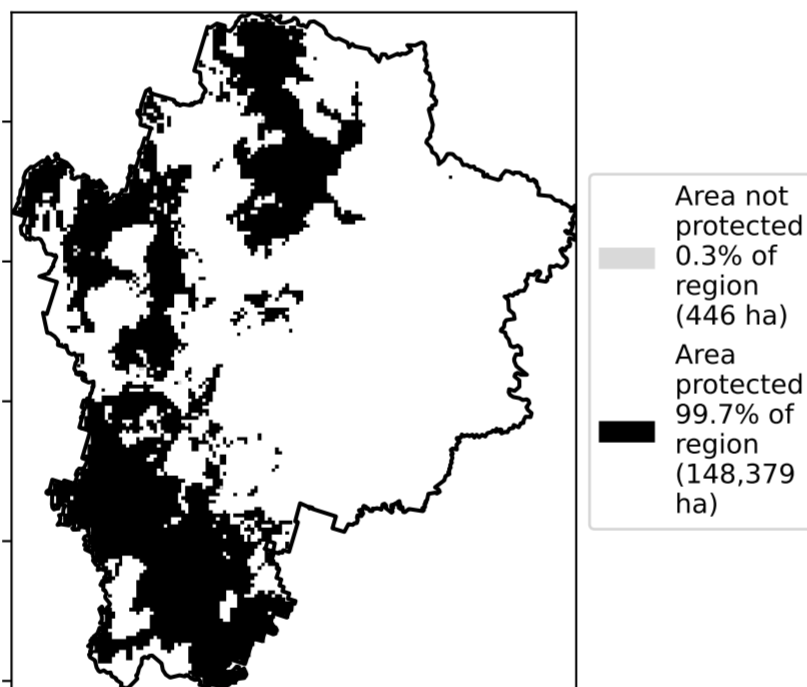 Area not
protected
0.3% of
region
(446 ha)
Area
protected
99.7% of
region
(148,379
ha)